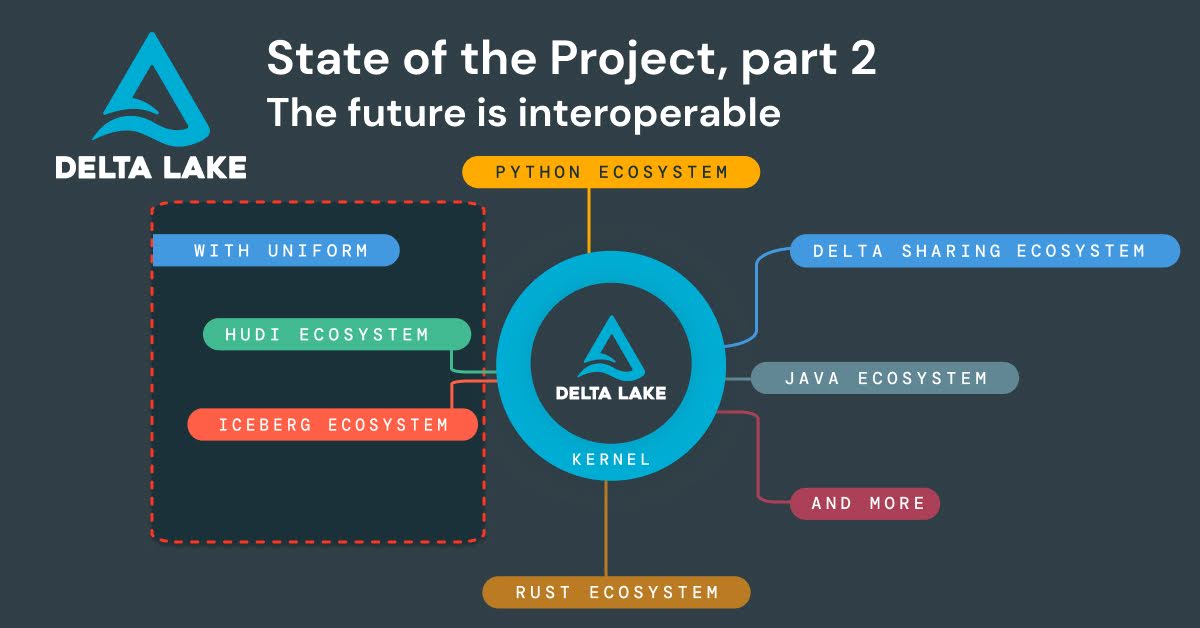 State of the Project, part 2
The future is interoperable
DELTA LAKE
PYTHON ECOSYSTEM
WITH UNIFORM
DELTA SHARING ECOSYSTEM
HUDI ECOSYSTEM
JAVA ECOSYSTEM
DELTA LAKE
ICEBERG ECOSYSTEM
KERNEL
AND MORE
RUST ECOSYSTEM